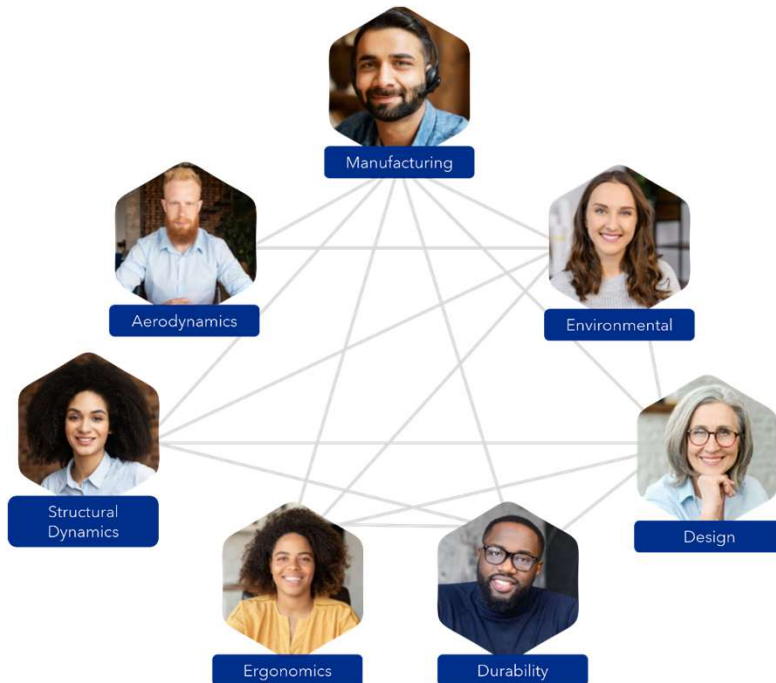 Manufacturing
Aerodynamics
Environmental
Structural
Dynamics
Design
Ergonomics
Durability